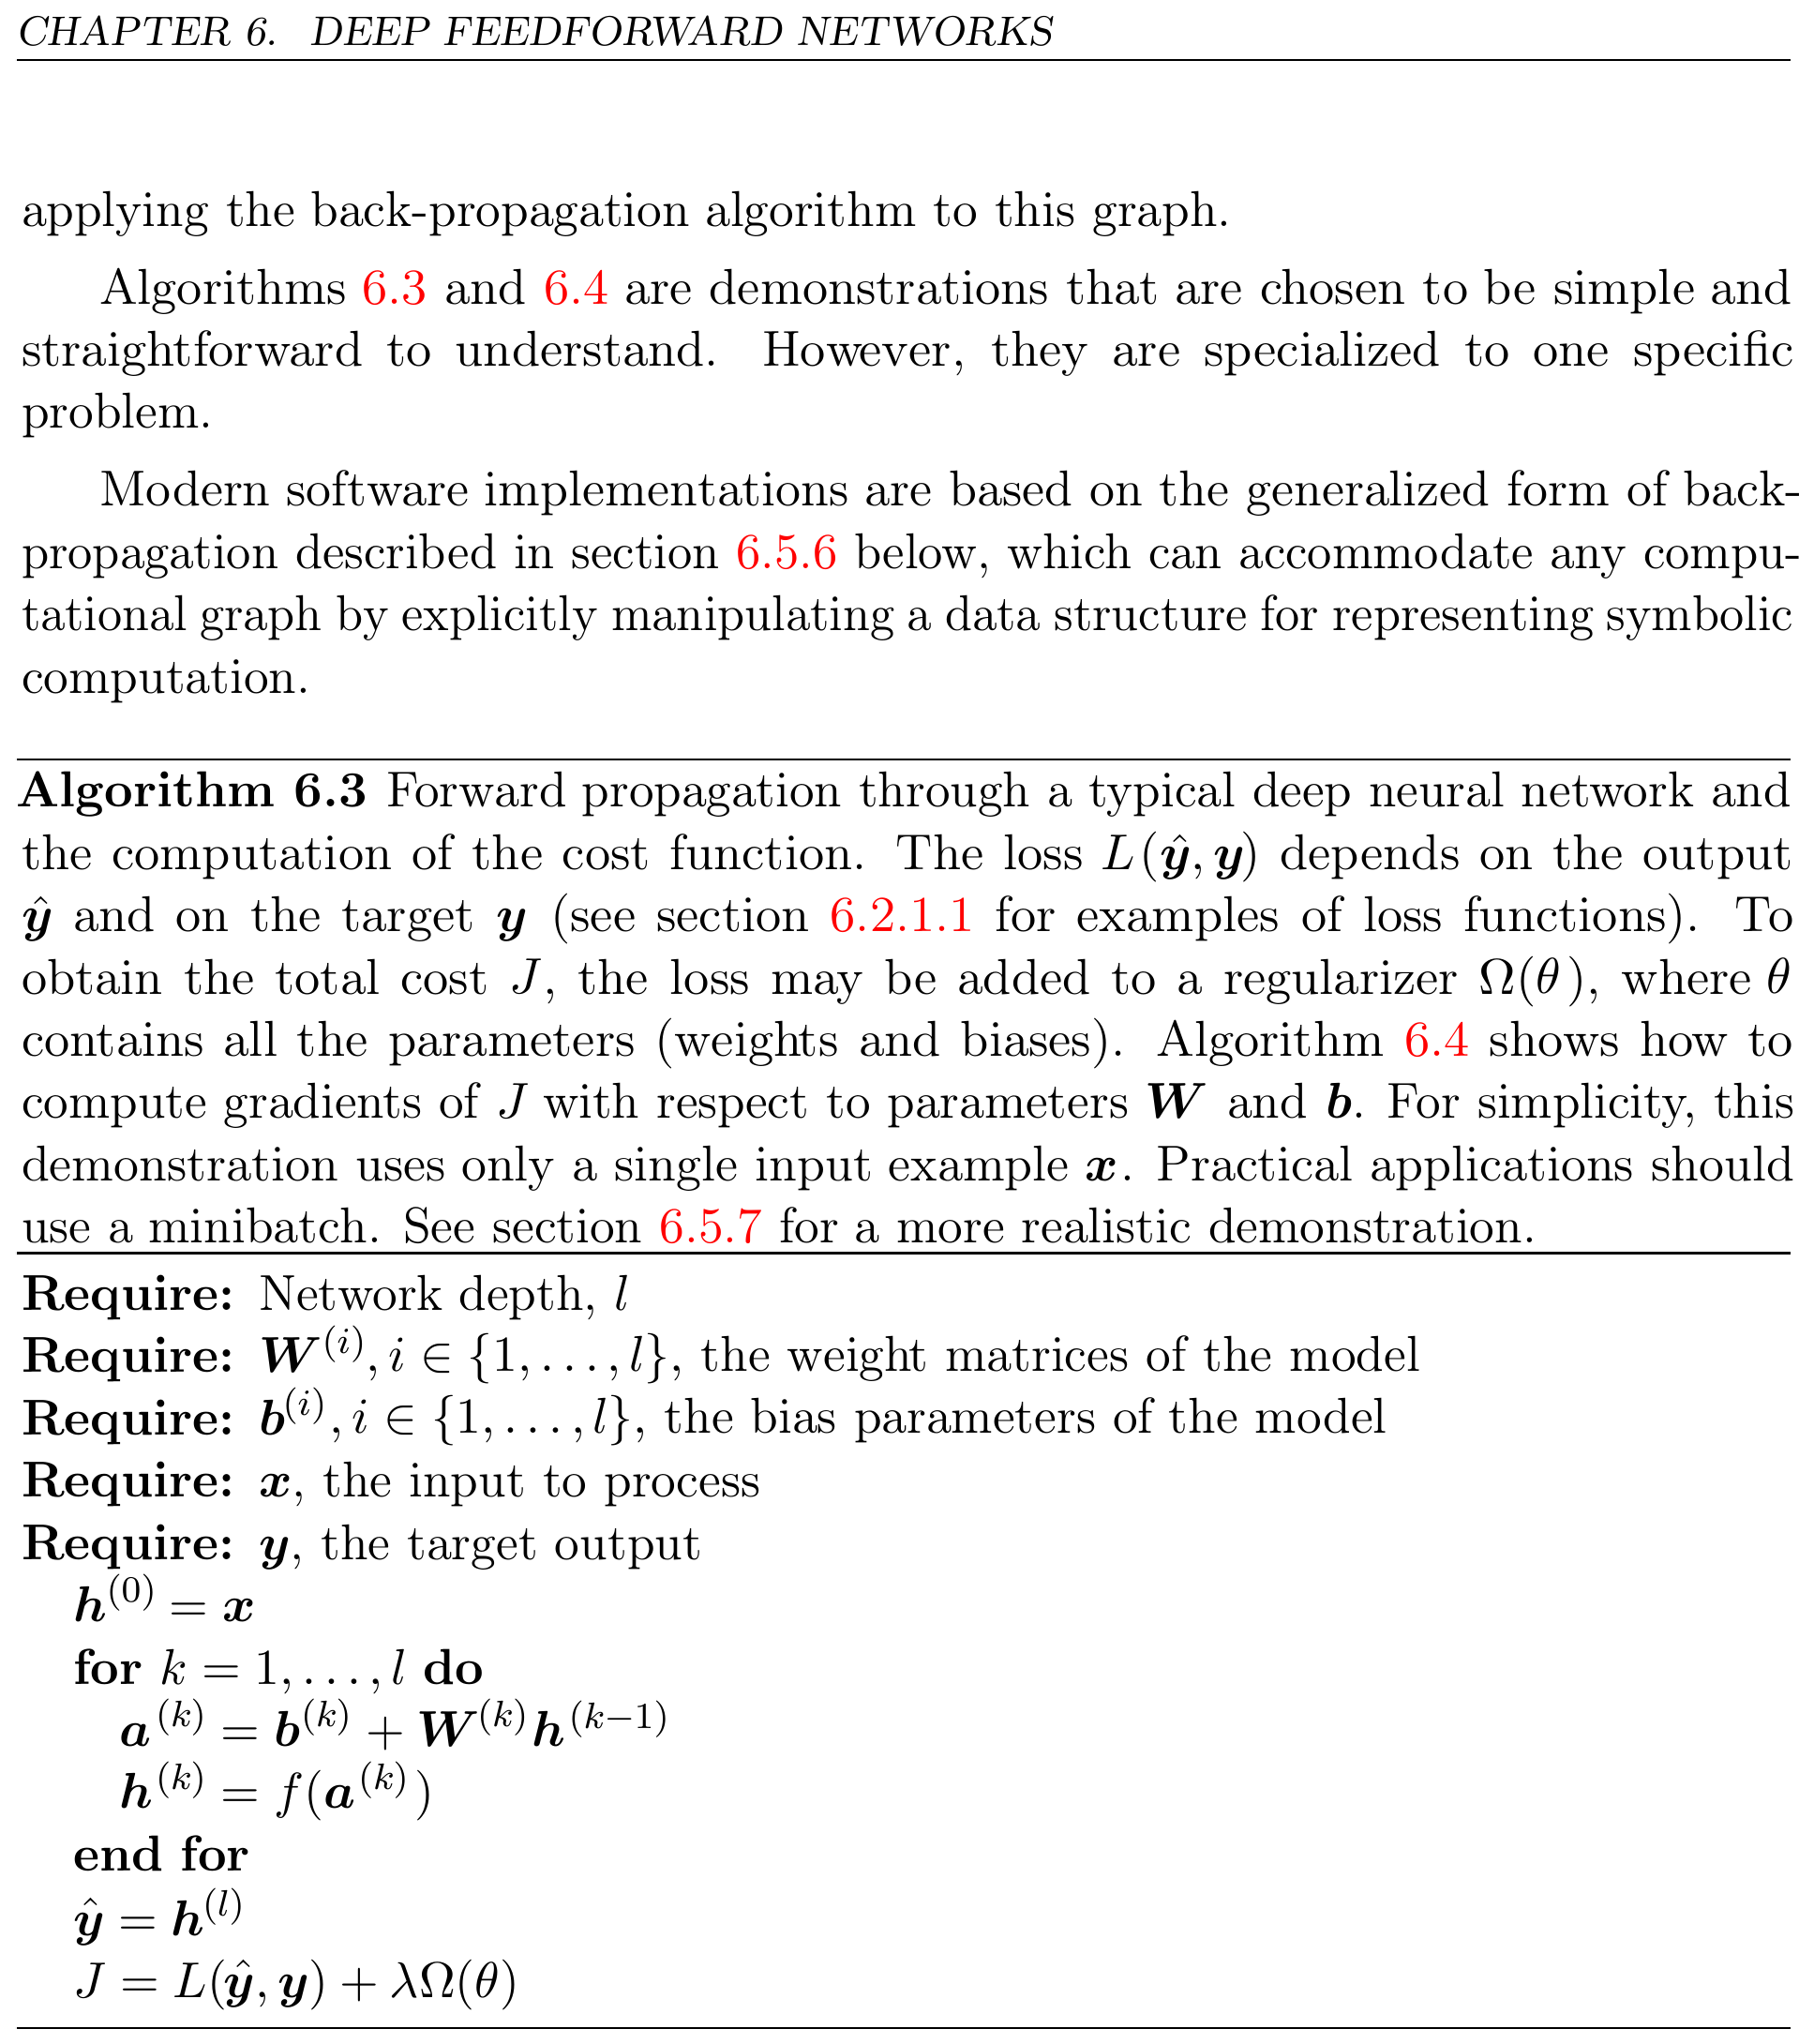 CHAPTER 6. DEEP FEEDFORWARD NETWORKS
applying the back-propagation algorithm to this graph.
Algorithms 6.3 and 6.4 are demonstrations that are chosen to be simple and
straightforward to understand. However, they are specialized to one specific
problem.
Modern software implementations are based on the generalized form of back-
propagation described in section 6.5.6 below, which can accommodate any compu-
tational graph by explicitly manipulating a data structure for representing symbolic
computation.
Algorithm 6.3 Forward propagation through a typical deep neural network and
the computation of the cost function. The loss L(ŷ, y) depends on the output
ŷ and on the target y (see section 6.2.1.1 for examples of loss functions). To
obtain the total cost J, the loss may be added to a regularizer Ω(θ), where θ
contains all the parameters (weights and biases). Algorithm 6.4 shows how to
compute gradients of J with respect to parameters W and b. For simplicity, this
demonstration uses only a single input example x. Practical applications should
use a minibatch. See section 6.5.7 for a more realistic demonstration.
Require: Network depth, l
Require: W^(i), i ∈ {1, . . . , l}, the weight matrices of the model
Require: b^(i), i ∈ {1, . . . , l}, the bias parameters of the model
Require: x, the input to process
Require: y, the target output
h^(0) = x
for k = 1, . . . , l do
a^(k) = b^(k) + W^(k)h^(k−1)
h^(k) = f(a^(k))
end for
ŷ = h^(l)
J = L(ŷ, y) + λΩ(θ)